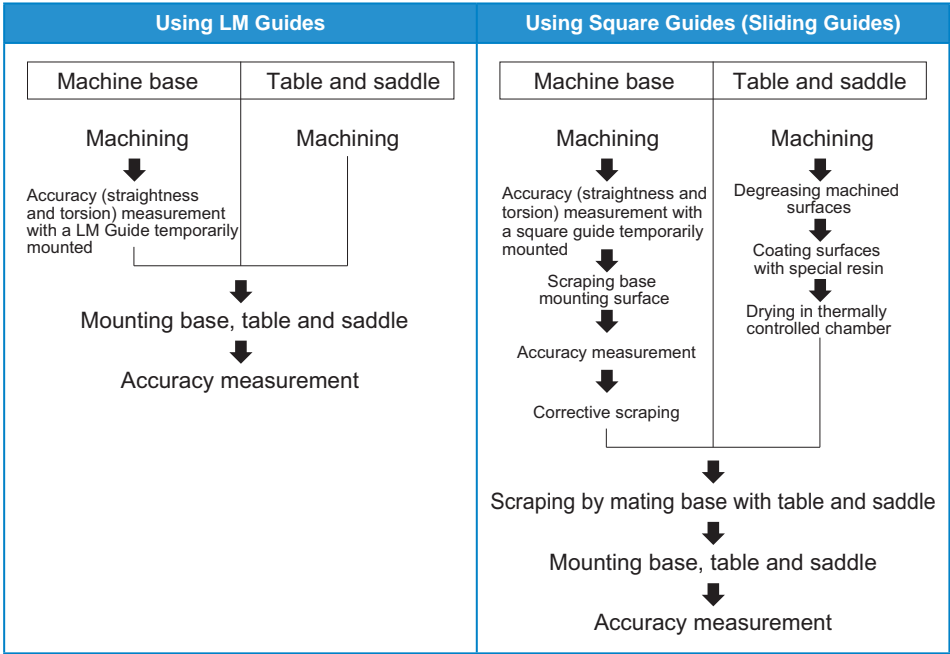 Using LM Guides
Machine base
Table and saddle
Machining
Machining
Accuracy (straightness
and torsion) measurement
with a LM Guide temporarily
mounted
Mounting base, table and saddle
Accuracy measurement
Using Square Guides (Sliding Guides)
Machine base
Table and saddle
Machining
Accuracy (straightness and
torsion) measurement with
a square guide temporarily
mounted
Scraping base
mounting surface
Accuracy measurement
Corrective scraping
Machining
Degreasing machined
surfaces
Coating surfaces
with special resin
Drying in thermally
controlled chamber
Scraping by mating base with table and saddle
Mounting base, table and saddle
Accuracy measurement